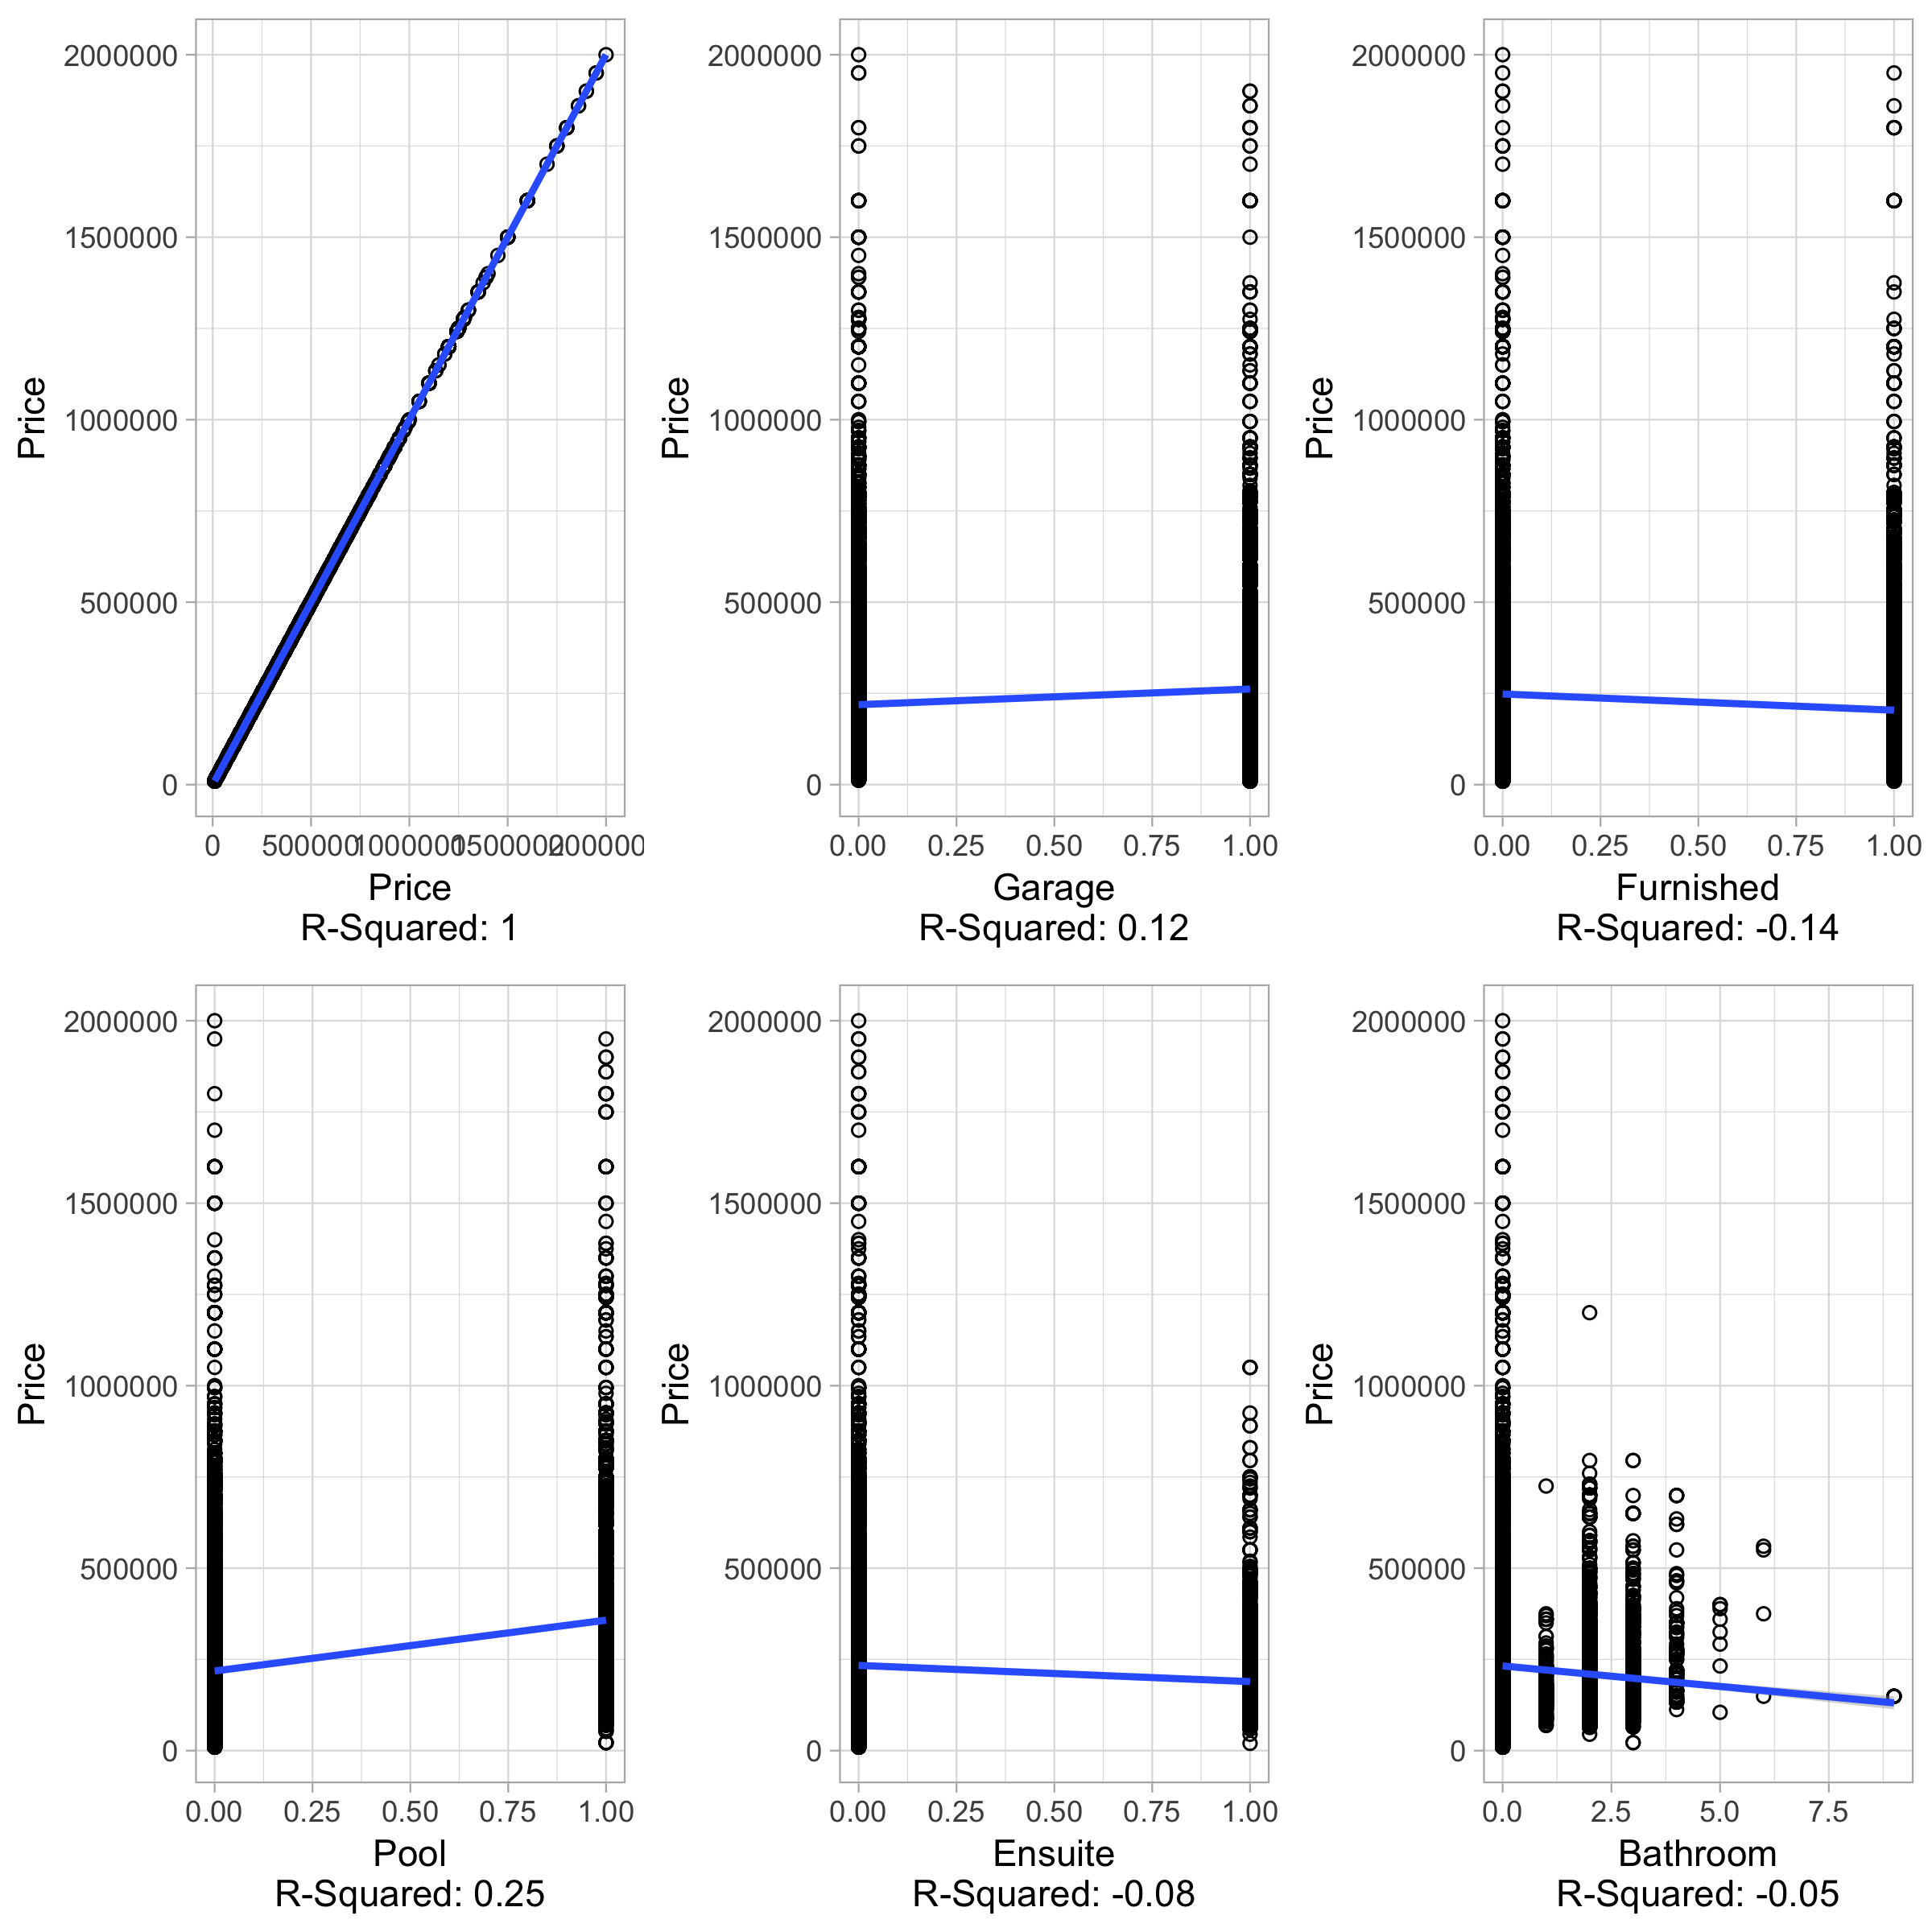 Price
2000000
1500000
1000000
500000
0
0 500000 1000000 1500000 2000000
Price
R-Squared: 1
Price
2000000
1500000
1000000
500000
0
0.00 0.25 0.50 0.75 1.00
Garage
R-Squared: 0.12
Price
2000000
1500000
1000000
500000
0
0.00 0.25 0.50 0.75 1.00
Furnished
R-Squared: -0.14
Price
2000000
1500000
1000000
500000
0
0.00 0.25 0.50 0.75 1.00
Pool
R-Squared: 0.25
Price
2000000
1500000
1000000
500000
0
0.00 0.25 0.50 0.75 1.00
Ensuite
R-Squared: -0.08
Price
2000000
1500000
1000000
500000
0
0.0 2.5 5.0 7.5
Bathroom
R-Squared: -0.05